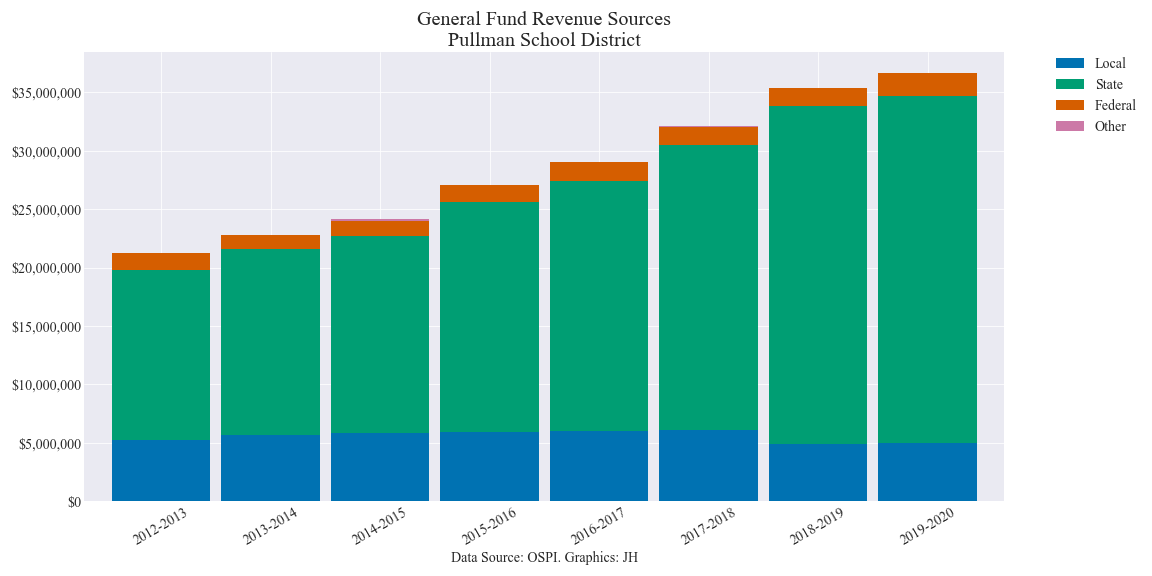 General Fund Revenue Sources
Pullman School District
Local
State
Federal
Other
$35,000,000
$30,000,000
$25,000,000
$20,000,000
$15,000,000
$10,000,000
$5,000,000
$0
2012-2013
2013-2014
2014-2015
2015-2016
2016-2017
2017-2018
2018-2019
2019-2020
Data Source: OSPI. Graphics: JH